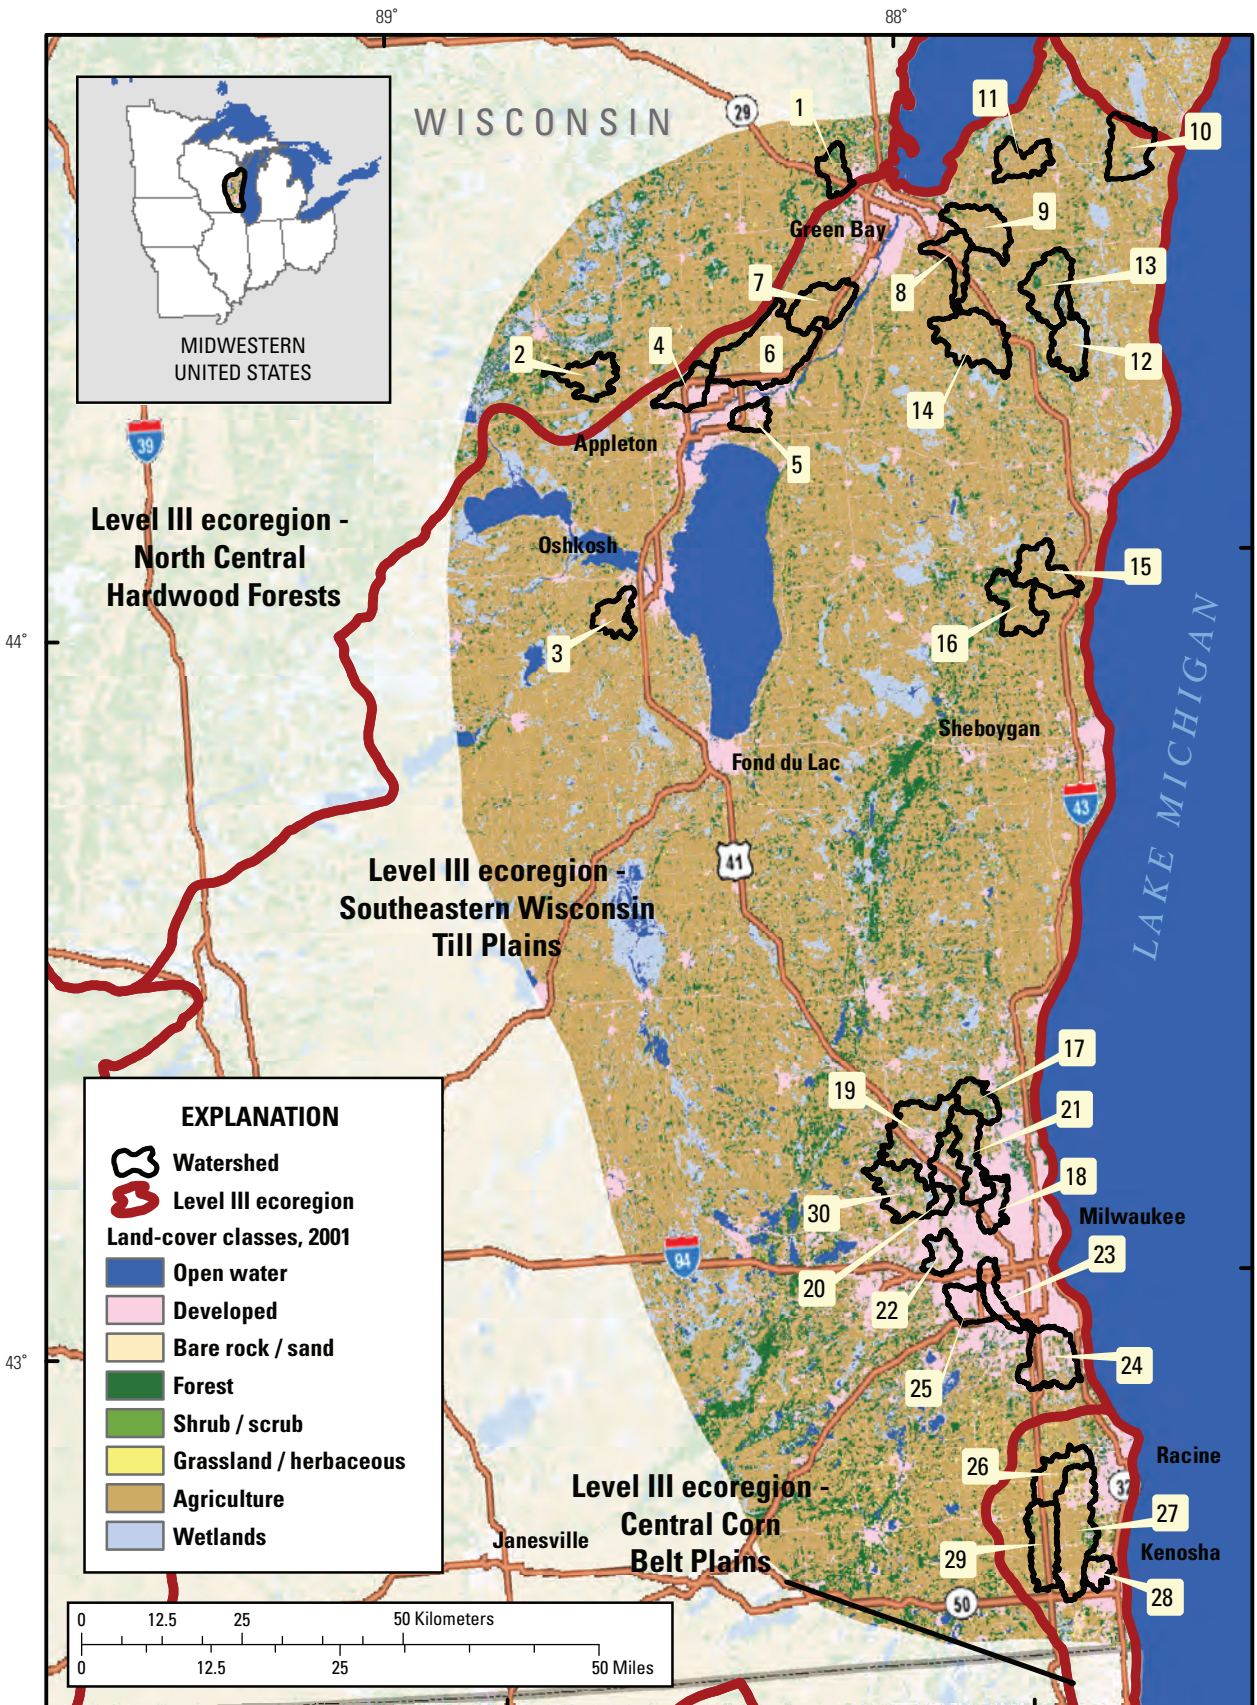 89°
88°
WISCONSIN
29
1
11
10
MIDWESTERN
UNITED STATES
Green Bay
9
8
13
7
12
2
4
6
14
Appleton
5
39
Level III ecoregion -
North Central
Hardwood Forests
Oshkosh
15
44°
3
16
LAKE MICHIGAN
Sheboygan
Fond du Lac
43
41
Level III ecoregion -
Southeastern Wisconsin
Till Plains
17
19
21
18
30
Milwaukee
94
23
20
22
43°
24
25
EXPLANATION
Watershed
Level III ecoregion
Land-cover classes, 2001
Open water
Developed
Bare rock / sand
Forest
Shrub / scrub
Grassland / herbaceous
Agriculture
Wetlands
Racine
26
32
Level III ecoregion -
Central Corn
Belt Plains
27
Janesville
Kenosha
29
28
50
0 12.5 25 50 Kilometers
0 12.5 25 50 Miles